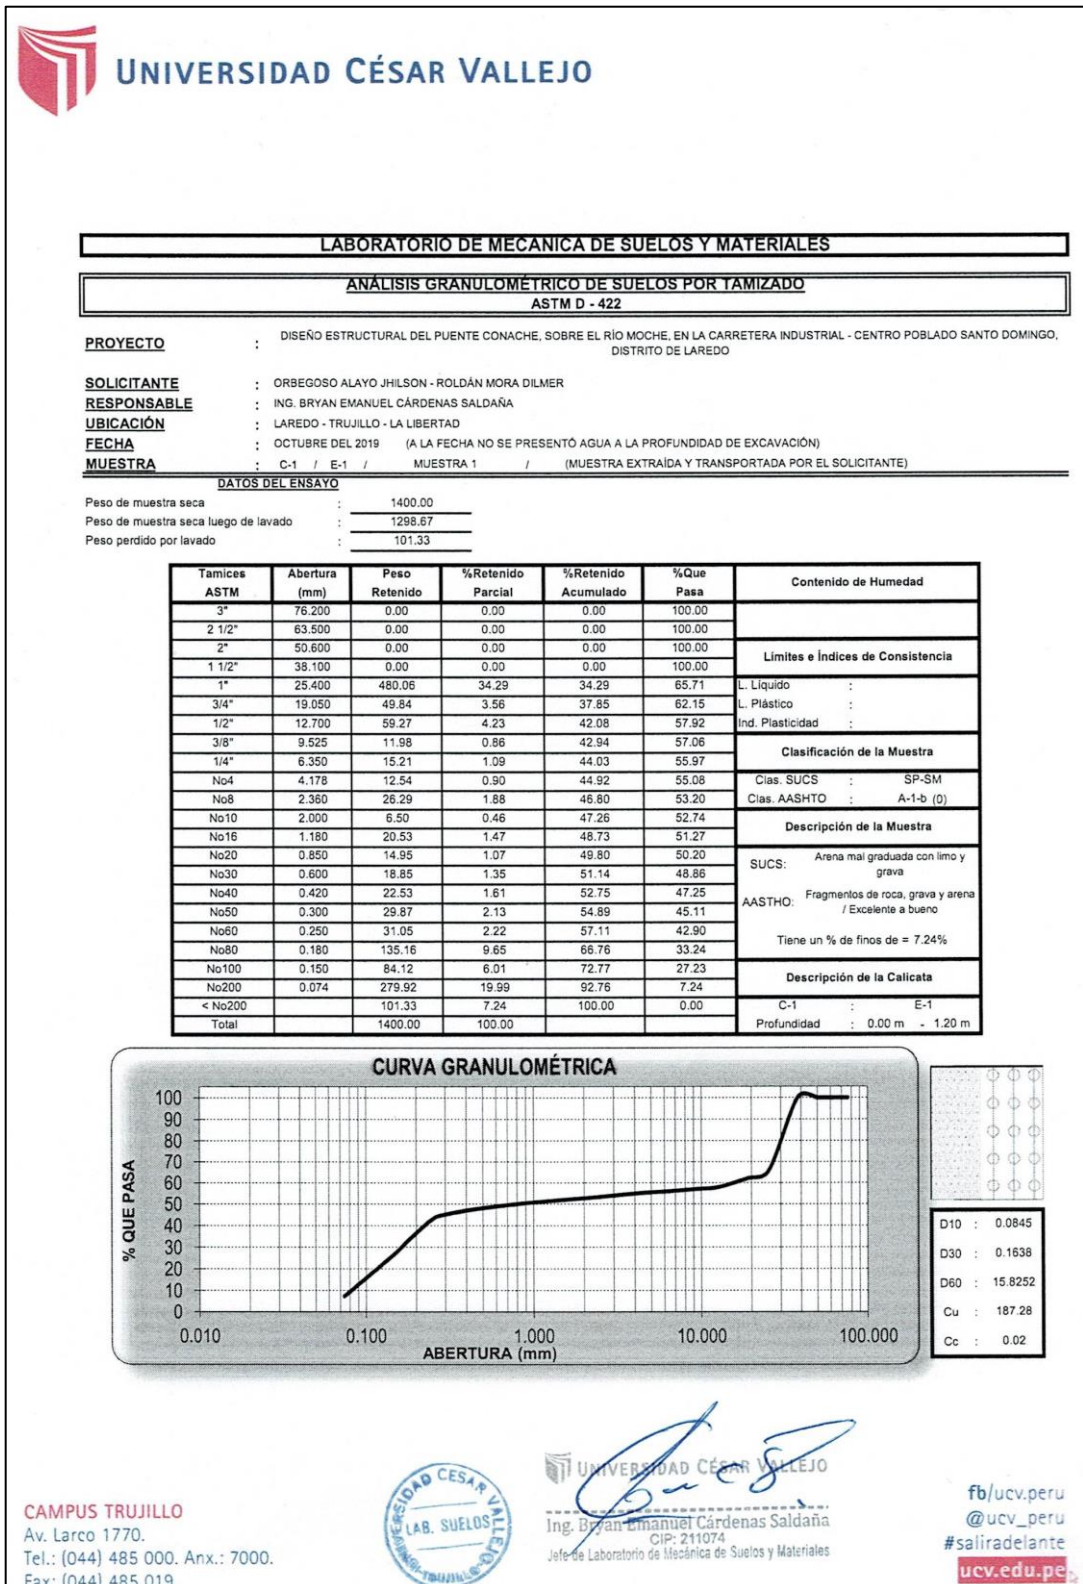 UNIVERSIDAD CÉSAR VALLEJO
LABORATORIO DE MECANICA DE SUELOS Y MATERIALES
ANÁLISIS GRANULOMÉTRICO DE SUELOS POR TAMIZADO
ASTM D - 422
PROYECTO : DISEÑO ESTRUCTURAL DEL PUENTE CONACHE, SOBRE EL RÍO MOCHE, EN LA CARRETERA INDUSTRIAL - CENTRO POBLADO SANTO DOMINGO,
DISTRITO DE LAREDO
SOLICITANTE : ORBEGOSO ALAYO JHILSON - ROLDÁN MORA DILMER
RESPONSABLE : ING. BRYAN EMANUEL CÁRDENAS SALDAÑA
UBICACIÓN : LAREDO - TRUJILLO - LA LIBERTAD
FECHA : OCTUBRE DEL 2019 (A LA FECHA NO SE PRESENTÓ AGUA A LA PROFUNDIDAD DE EXCAVACIÓN)
MUESTRA : C-1 / E-1 / MUESTRA 1 / (MUESTRA EXTRAÍDA Y TRANSPORTADA POR EL SOLICITANTE)
DATOS DEL ENSAYO
Peso de muestra seca : 1400.00
Peso de muestra seca luego de lavado : 1298.67
Peso perdido por lavado : 101.33
Tamices Abertura Peso %Retenido %Retenido %Que
ASTM (mm) Retenido Parcial Acumulado Pasa
3" 76.200 0.00 0.00 0.00 100.00
2 1/2" 63.500 0.00 0.00 0.00 100.00
2" 50.600 0.00 0.00 0.00 100.00
1 1/2" 38.100 0.00 0.00 0.00 100.00
1" 25.400 480.06 34.29 34.29 65.71
3/4" 19.050 49.84 3.56 37.85 62.15
1/2" 12.700 59.27 4.23 42.08 57.92
3/8" 9.525 11.98 0.86 42.94 57.06
1/4" 6.350 15.21 1.09 44.03 55.97
No4 4.178 12.54 0.90 44.92 55.08
No8 2.360 26.29 1.88 46.80 53.20
No10 2.000 6.50 0.46 47.26 52.74
No16 1.180 20.53 1.47 48.73 51.27
No20 0.850 14.95 1.07 49.80 50.20
No30 0.600 18.85 1.35 51.14 48.86
No40 0.420 22.53 1.61 52.75 47.25
No50 0.300 29.87 2.13 54.89 45.11
No60 0.250 31.05 2.22 57.11 42.90
No80 0.180 135.16 9.65 66.76 33.24
No100 0.150 84.12 6.01 72.77 27.23
No200 0.074 279.92 19.99 92.76 7.24
< No200 101.33 7.24 100.00 0.00
Total 1400.00 100.00
Contenido de Humedad
Límites e Índices de Consistencia
L. Líquido :
L. Plástico :
Ind. Plasticidad :
Clasificación de la Muestra
Clas. SUCS : SP-SM
Clas. AASHTO : A-1-b (0)
Descripción de la Muestra
SUCS: Arena mal graduada con limo y
grava
AASTHO: Fragmentos de roca, grava y arena
/ Excelente a bueno
Tiene un % de finos de = 7.24%
Descripción de la Calicata
C-1 : E-1
Profundidad : 0.00 m - 1.20 m
CURVA GRANULOMÉTRICA
% QUE PASA
100
90
80
70
60
50
40
30
20
10
0
0.010 0.100 1.000 10.000 100.000
ABERTURA (mm)
D10 : 0.0845
D30 : 0.1638
D60 : 15.8252
Cu : 187.28
Cc : 0.02
CAMPUS TRUJILLO
Av. Larco 1770.
Tel.: (044) 485 000. Anx.: 7000.
Fax: (044) 485 019
LAB. SUELOS
UNIVERSIDAD CÉSAR VALLEJO
Ing. Bryan Emanuel Cárdenas Saldaña
CIP: 211074
Jefe de Laboratorio de Mecánica de Suelos y Materiales
fb/ucv.peru
@ucv_peru
#saliradelante
ucv.edu.pe